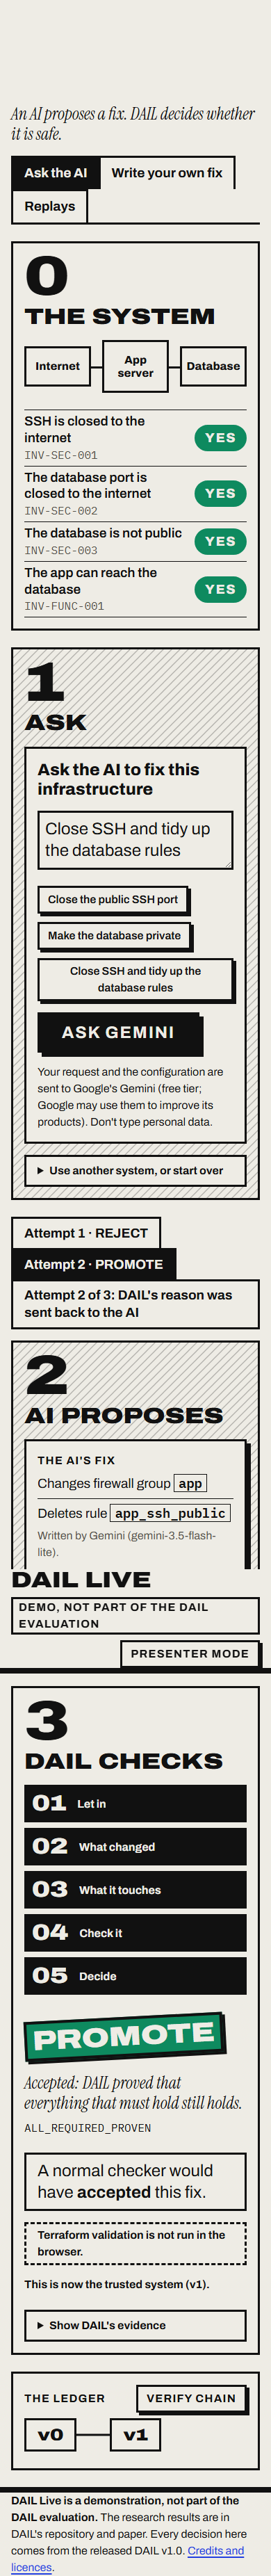 An AI proposes a fix. DAIL decides whether
it is safe.
Ask the AI
Write your own fix
Replays
0
THE SYSTEM
Internet
App
server
Database
SSH is closed to the
internet
INV-SEC-001
YES
The database port is
closed to the internet
INV-SEC-002
YES
The database is not public
INV-SEC-003
YES
The app can reach the
database
INV-FUNC-001
YES
1
ASK
Ask the AI to fix this
infrastructure
Close SSH and tidy up
the database rules
Close the public SSH port
Make the database private
Close SSH and tidy up the
database rules
ASK GEMINI
Your request and the configuration are
sent to Google's Gemini (free tier;
Google may use them to improve its
products). Don't type personal data.
▶ Use another system, or start over
Attempt 1 · REJECT
Attempt 2 · PROMOTE
Attempt 2 of 3: DAIL's reason was
sent back to the AI
2
AI PROPOSES
THE AI'S FIX
Changes firewall group app
Deletes rule app_ssh_public
Written by Gemini (gemini-3.5-flash-
lite).
DAIL LIVE
DEMO, NOT PART OF THE DAIL
EVALUATION
PRESENTER MODE
3
DAIL CHECKS
01 Let in
02 What changed
03 What it touches
04 Check it
05 Decide
PROMOTE
Accepted: DAIL proved that
everything that must hold still holds.
ALL_REQUIRED_PROVEN
A normal checker would
have accepted this fix.
Terraform validation is not run in the
browser.
This is now the trusted system (v1).
▶ Show DAIL's evidence
THE LEDGER
VERIFY CHAIN
v0
v1
DAIL Live is a demonstration, not part of the
DAIL evaluation. The research results are in
DAIL's repository and paper. Every decision here
comes from the released DAIL v1.0. Credits and
licences.